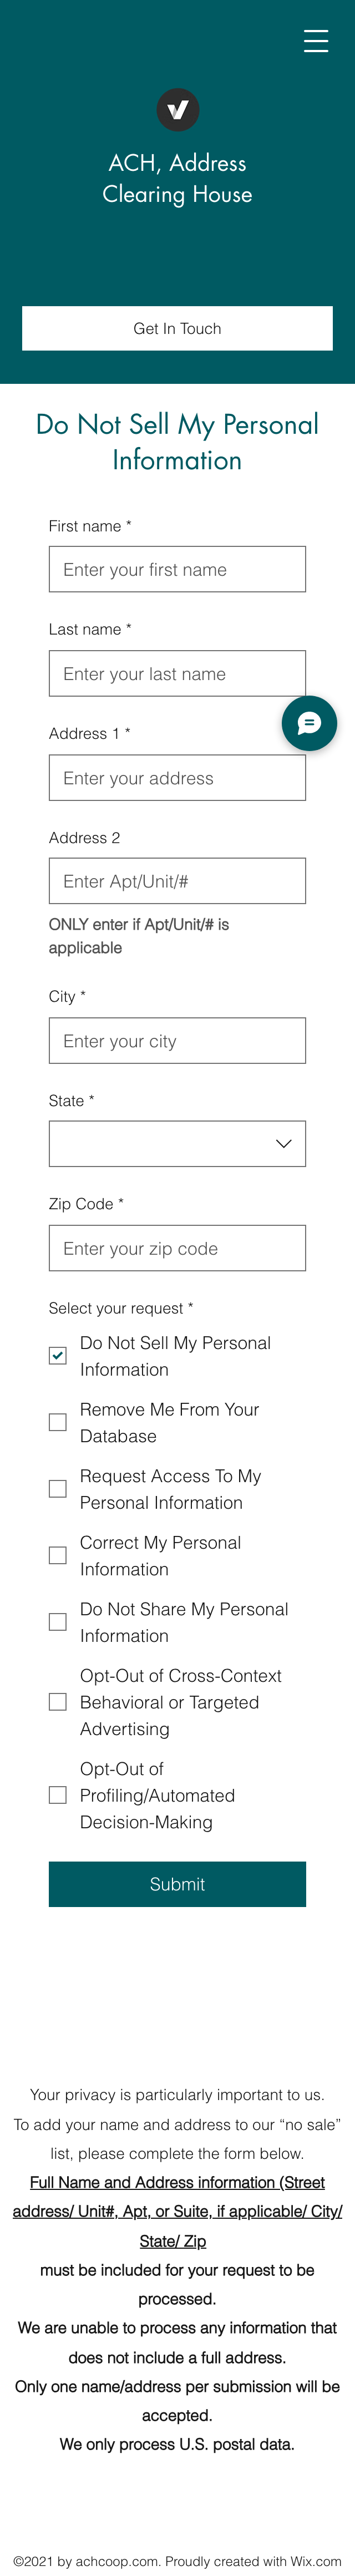 ACH, Address
Clearing House
Get In Touch
Do Not Sell My Personal
Information
First name *
Enter your first name
Last name *
Enter your last name
Address 1 *
Enter your address
Address 2
Enter Apt/Unit/#
ONLY enter if Apt/Unit/# is
applicable
City *
Enter your city
State *
Zip Code *
Enter your zip code
Select your request *
Do Not Sell My Personal
Information
Remove Me From Your
Database
Request Access To My
Personal Information
Correct My Personal
Information
Do Not Share My Personal
Information
Opt-Out of Cross-Context
Behavioral or Targeted
Advertising
Opt-Out of
Profiling/Automated
Decision-Making
Submit
Your privacy is particularly important to us.
To add your name and address to our “no sale”
list, please complete the form below.
Full Name and Address information (Street
address/ Unit#, Apt, or Suite, if applicable/ City/
State/ Zip
must be included for your request to be
processed.
We are unable to process any information that
does not include a full address.
Only one name/address per submission will be
accepted.
We only process U.S. postal data.
©2021 by achcoop.com. Proudly created with Wix.com